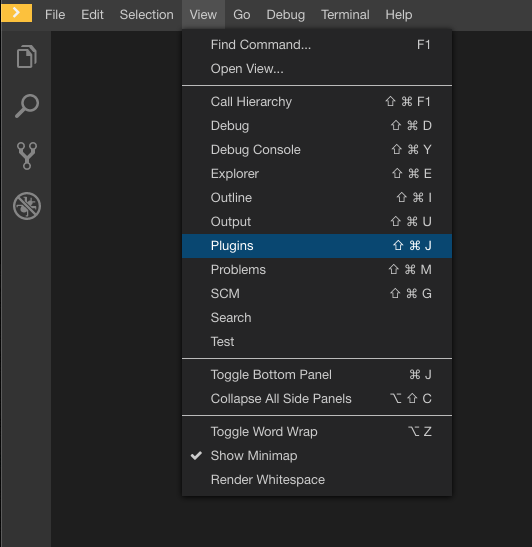 File Edit Selection View Go Debug Terminal Help
Find Command... F1
Open View...
Call Hierarchy ⇧ ⌘ F1
Debug ⇧ ⌘ D
Debug Console ⇧ ⌘ Y
Explorer ⇧ ⌘ E
Outline ⇧ ⌘ I
Output ⇧ ⌘ U
Plugins ⇧ ⌘ J
Problems ⇧ ⌘ M
SCM ⇧ ⌘ G
Search
Test
Toggle Bottom Panel ⌘ J
Collapse All Side Panels ⌥ ⇧ C
Toggle Word Wrap ⌥ Z
Show Minimap
Render Whitespace